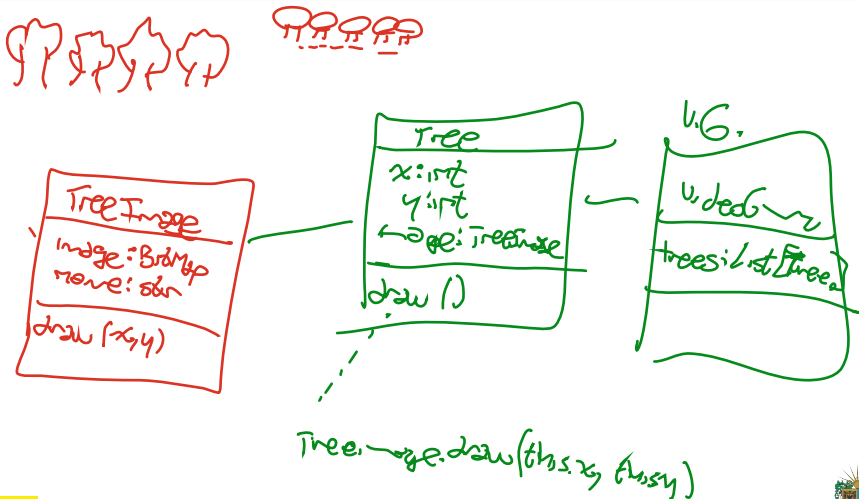 TreeImage
image: BitMap
name: str
draw (x,y)
Tree
x: int
y: int
image: TreeImage
draw ()
V.G.
VideoG
trees: List[Tree]
Tree.image.draw(this.x, this.y)